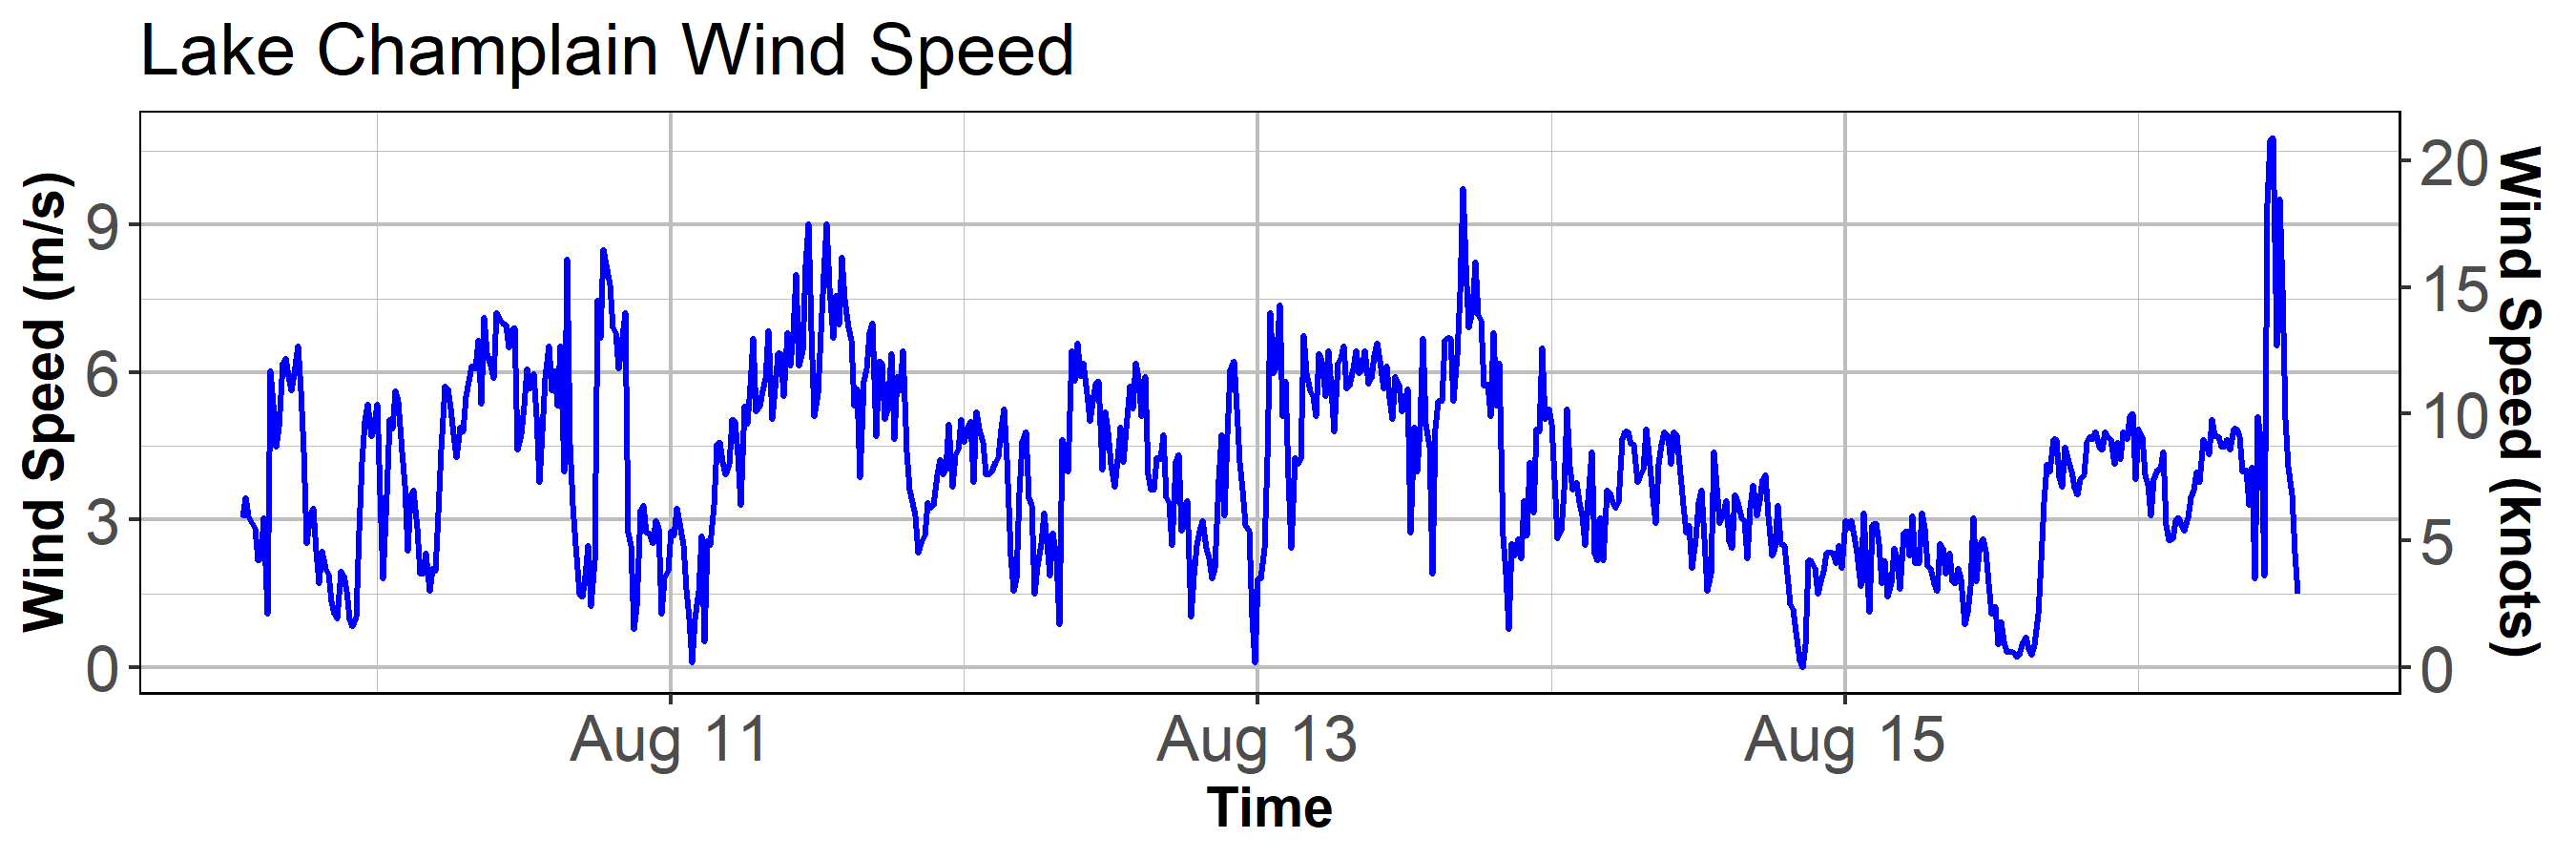 Lake Champlain Wind Speed
Wind Speed (m/s)
9
6
3
0
20
15
10
5
0
Wind Speed (knots)
Aug 11
Aug 13
Aug 15
Time